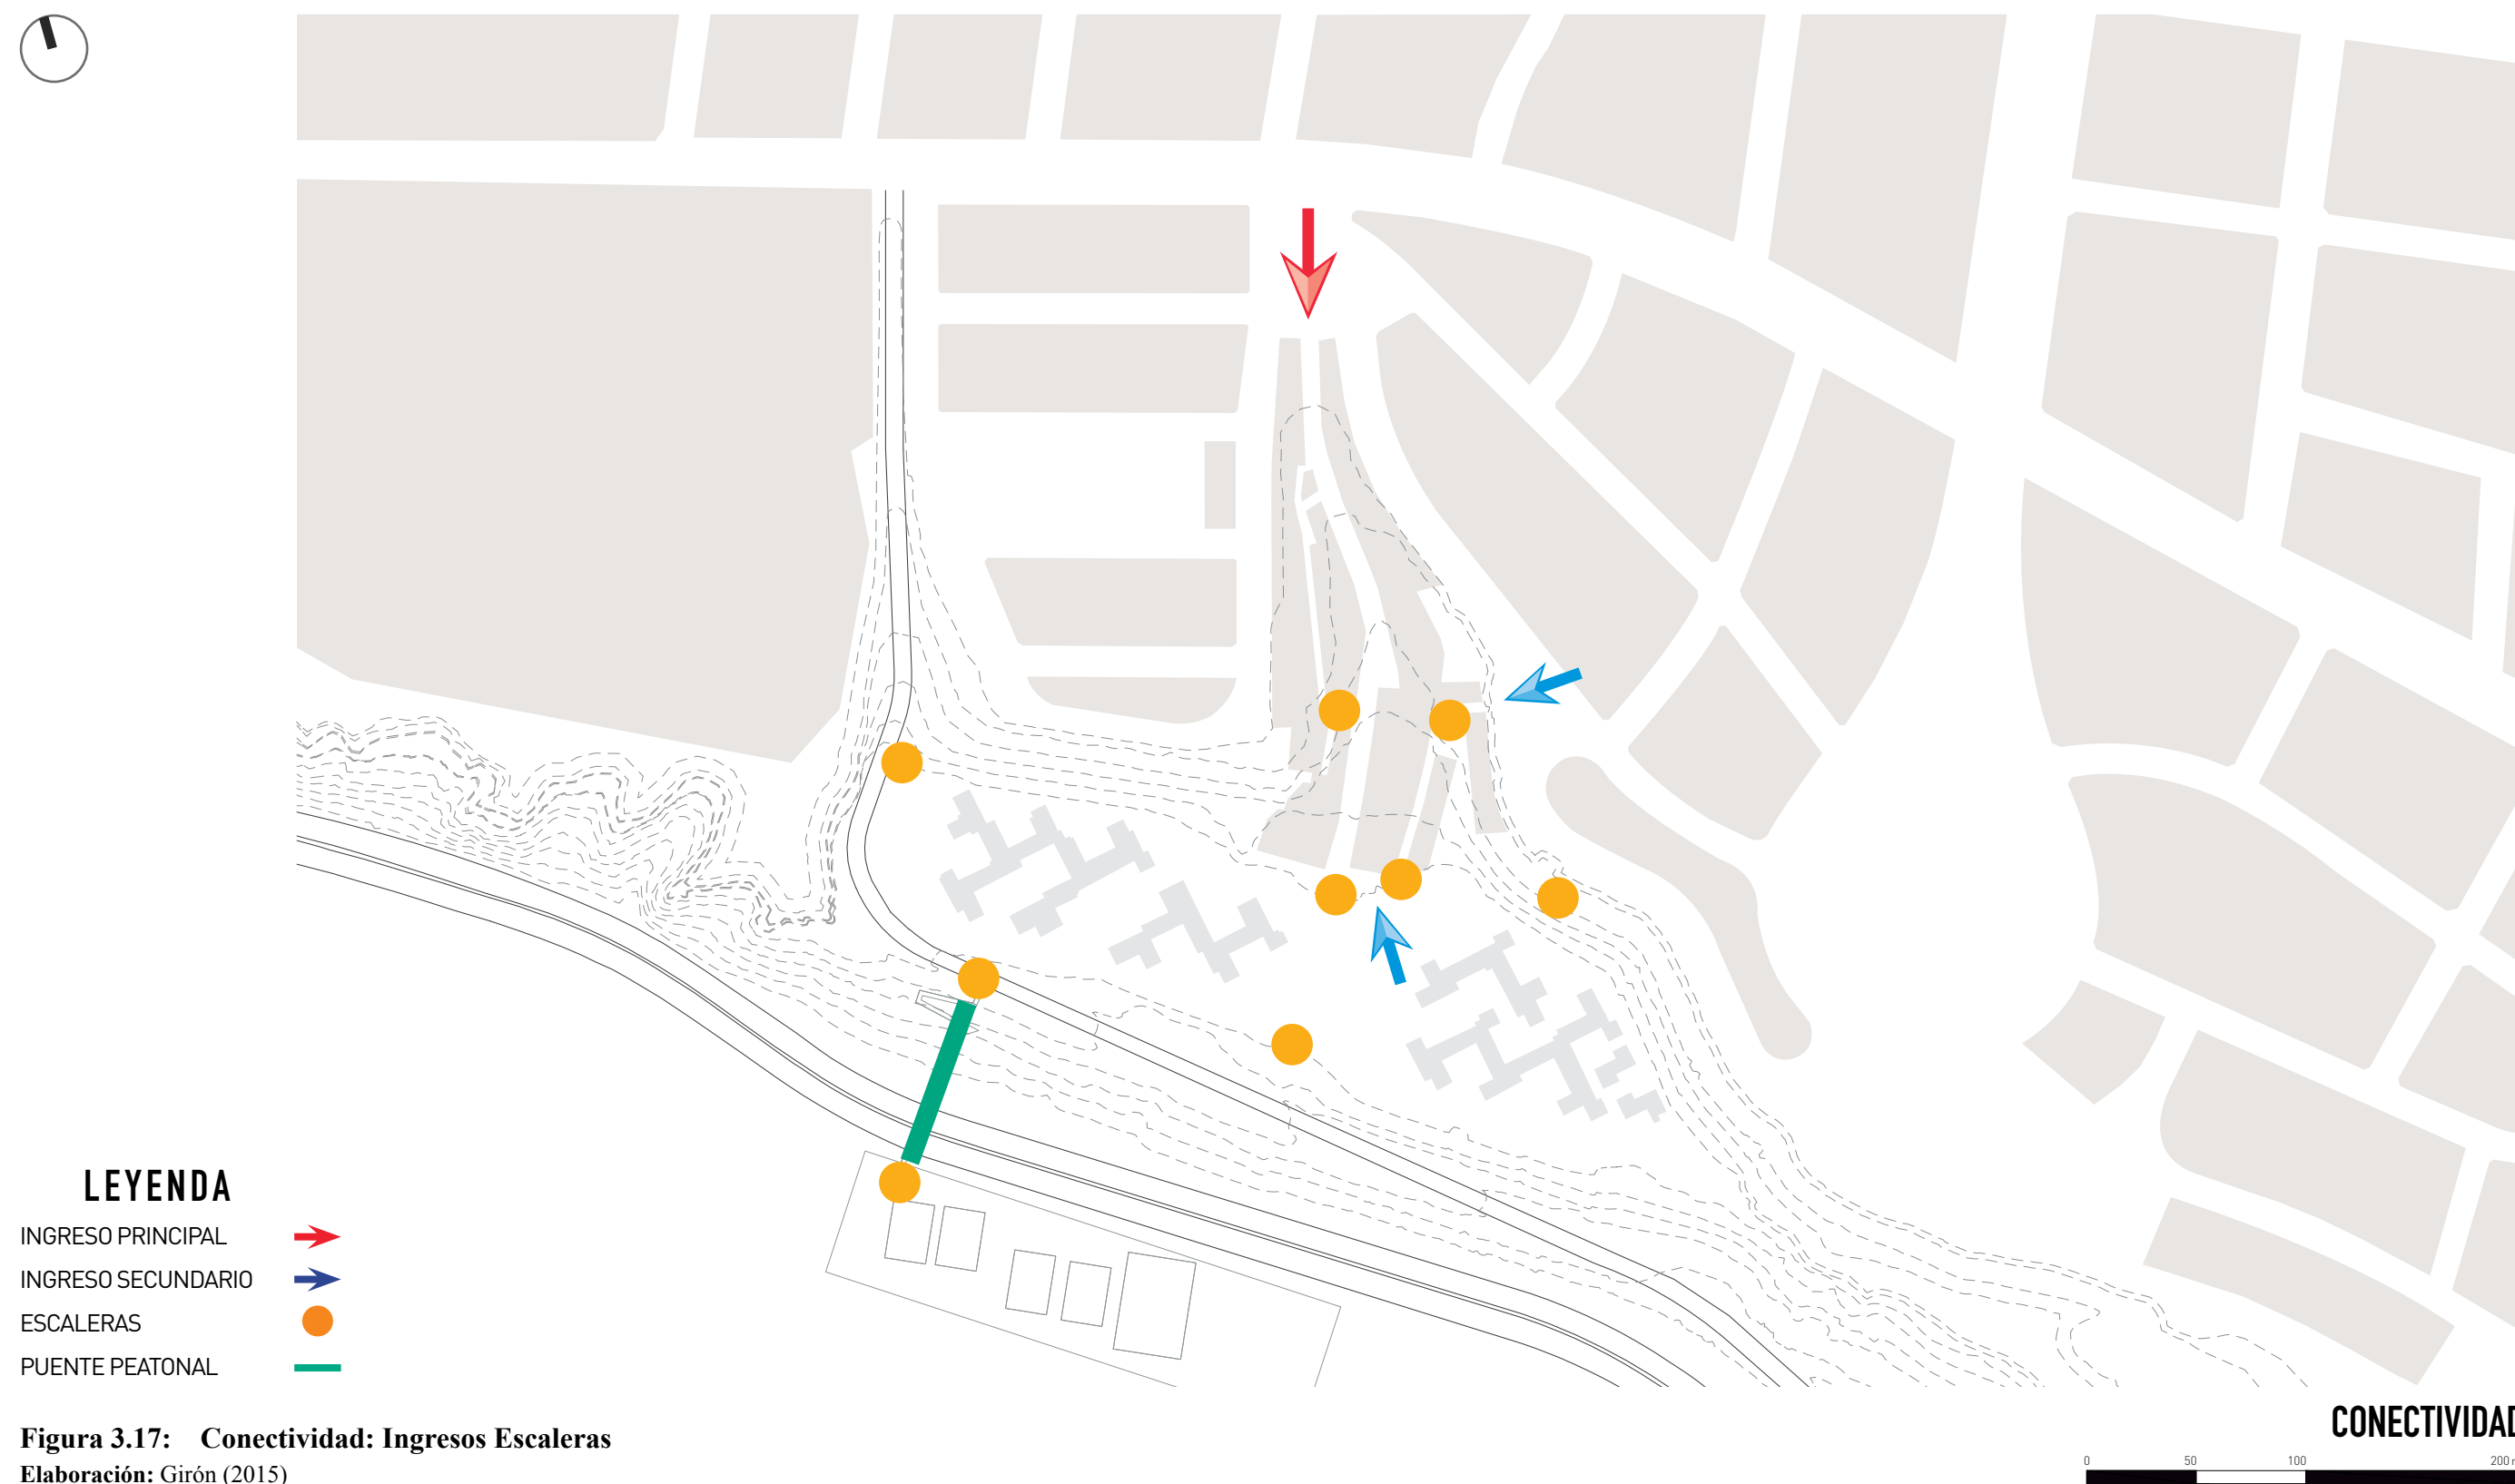 LEYENDA
INGRESO PRINCIPAL
INGRESO SECUNDARIO
ESCALERAS
PUENTE PEATONAL
Figura 3.17: Conectividad: Ingresos Escaleras
Elaboración: Girón (2015)
CONECTIVIDAD
0 50 100 200 m